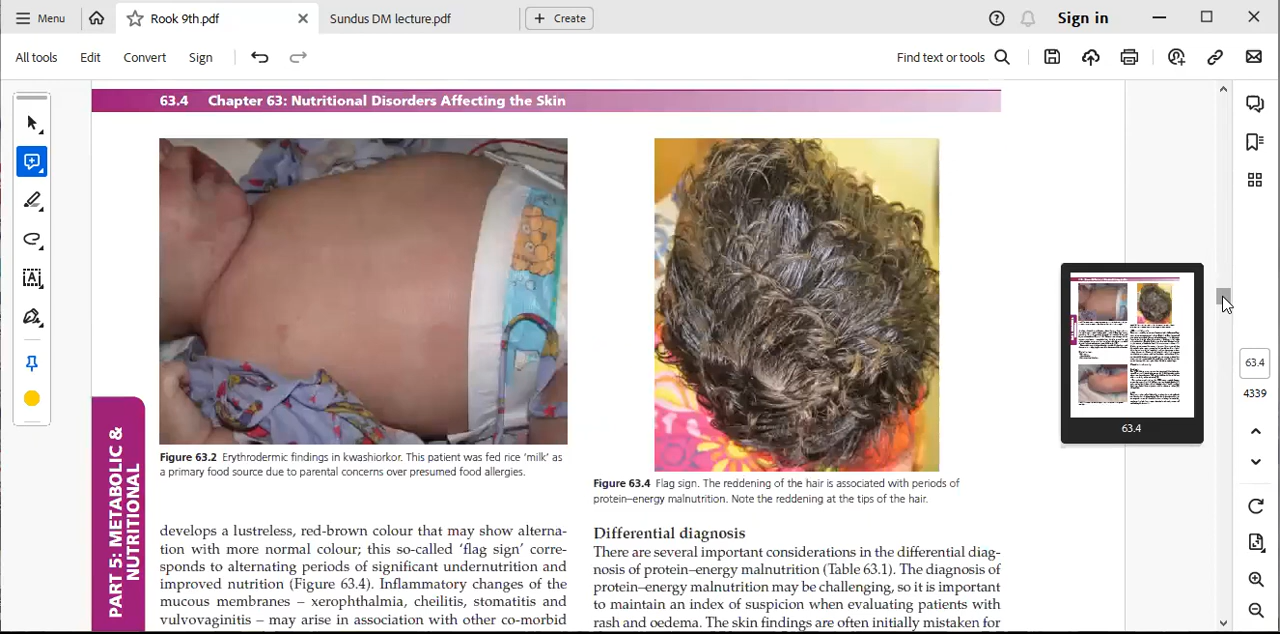 Menu
Rook 9th.pdf
Sundus DM lecture.pdf
Create
Sign in
All tools
Edit
Convert
Sign
Find text or tools
63.4 Chapter 63: Nutritional Disorders Affecting the Skin
Figure 63.2 Erythrodermic findings in kwashiorkor. This patient was fed rice ‘milk’ as
a primary food source due to parental concerns over presumed food allergies.
develops a lustreless, red-brown colour that may show alterna-
tion with more normal colour; this so-called ‘flag sign’ corre-
sponds to alternating periods of significant undernutrition and
improved nutrition (Figure 63.4). Inflammatory changes of the
mucous membranes – xerophthalmia, cheilitis, stomatitis and
vulvovaginitis – may arise in association with other co-morbid
Figure 63.4 Flag sign. The reddening of the hair is associated with periods of
protein–energy malnutrition. Note the reddening at the tips of the hair.
Differential diagnosis
There are several important considerations in the differential diag-
nosis of protein–energy malnutrition (Table 63.1). The diagnosis of
protein–energy malnutrition may be challenging, so it is important
to maintain an index of suspicion when evaluating patients with
rash and oedema. The skin findings are often initially mistaken for
PART 5: METABOLIC &
NUTRITIONAL
63.4
63.4
4339